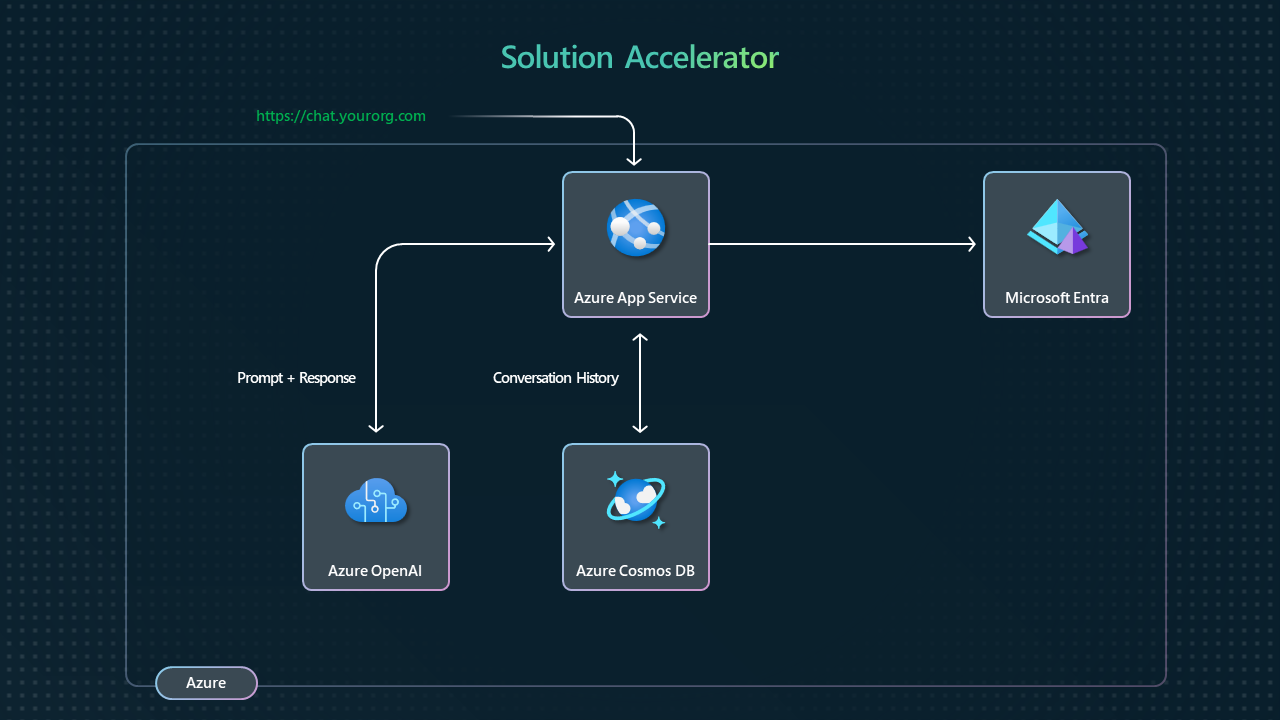 Solution Accelerator
https://chat.yourorg.com
Azure App Service
Microsoft Entra
Prompt + Response
Conversation History
Azure OpenAI
Azure Cosmos DB
Azure